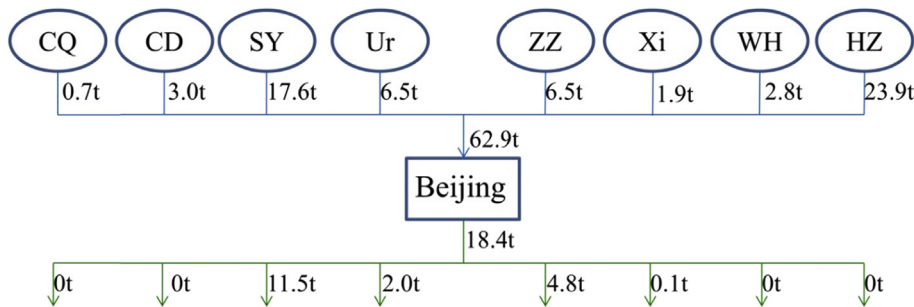 CQ CD SY Ur ZZ Xi WH HZ
0.7t 3.0t 17.6t 6.5t 6.5t 1.9t 2.8t 23.9t
62.9t
Beijing
18.4t
0t 0t 11.5t 2.0t 4.8t 0.1t 0t 0t